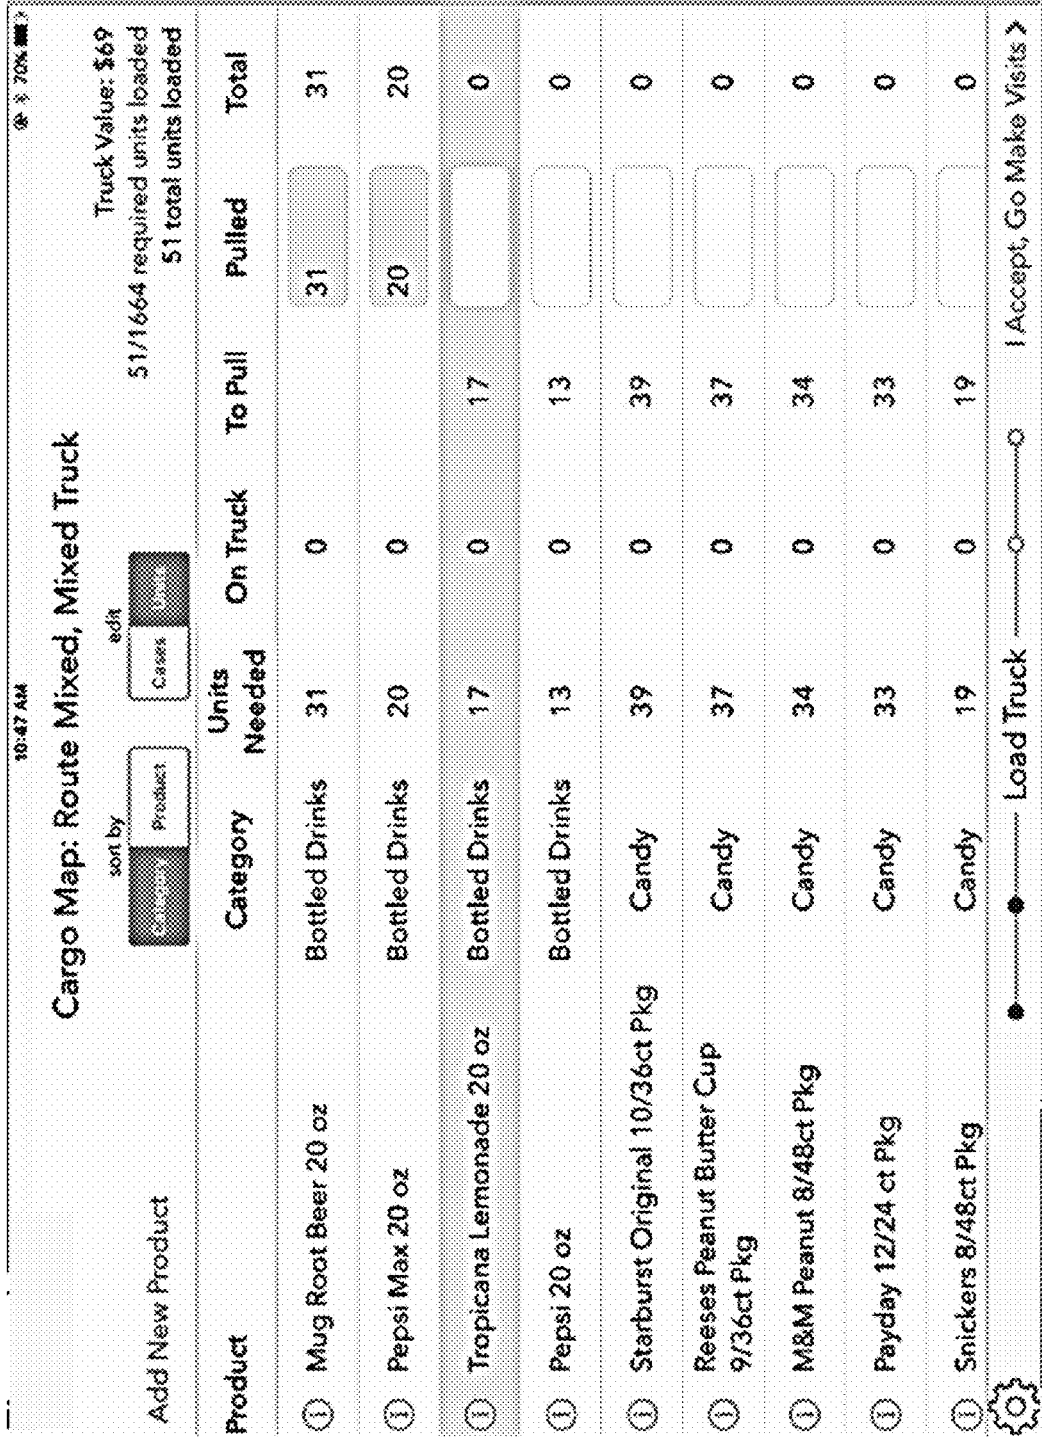 10:47 AM 70%
Cargo Map: Route Mixed, Mixed Truck
Truck Value: $69
sort by edit
51/1664 required units loaded
Add New Product Category Product Cases Units
51 total units loaded
Product Category Units Needed On Truck To Pull Pulled Total
Mug Root Beer 20 oz Bottled Drinks 31 0 31 31
Pepsi Max 20 oz Bottled Drinks 20 0 20 20
Tropicana Lemonade 20 oz Bottled Drinks 17 0 17 0
Pepsi 20 oz Bottled Drinks 13 0 13 0
Starburst Original 10/36ct Pkg Candy 39 0 39 0
Reeses Peanut Butter Cup
9/36ct Pkg Candy 37 0 37 0
M&M Peanut 8/48ct Pkg Candy 34 0 34 0
Payday 12/24 ct Pkg Candy 33 0 33 0
Snickers 8/48ct Pkg Candy 19 0 19 0
Load Truck I Accept, Go Make Visits >